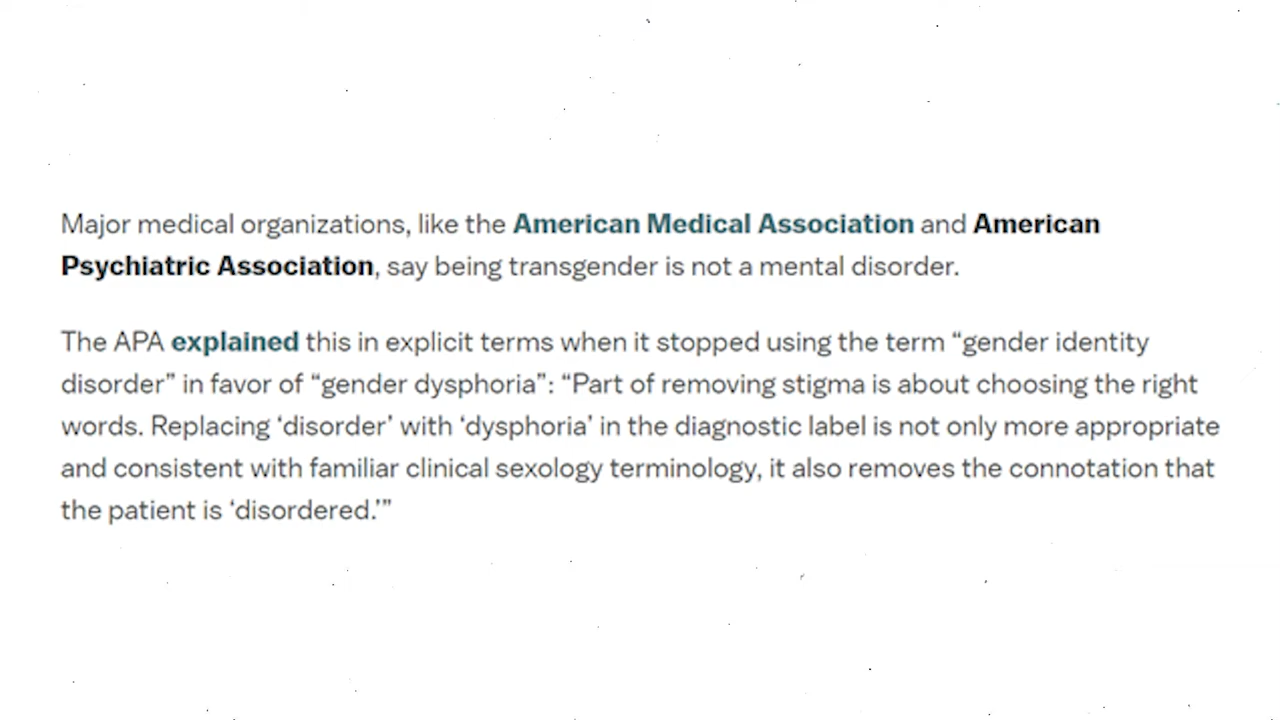 Major medical organizations, like the American Medical Association and American
Psychiatric Association, say being transgender is not a mental disorder.
The APA explained this in explicit terms when it stopped using the term “gender identity
disorder” in favor of “gender dysphoria”: “Part of removing stigma is about choosing the right
words. Replacing ‘disorder’ with ‘dysphoria’ in the diagnostic label is not only more appropriate
and consistent with familiar clinical sexology terminology, it also removes the connotation that
the patient is ‘disordered.’”